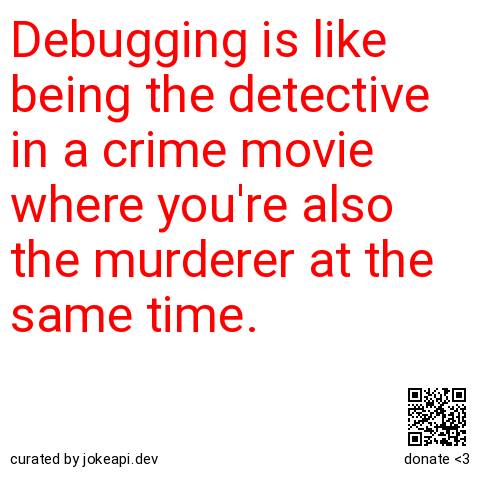 Debugging is like
being the detective
in a crime movie
where you're also
the murderer at the
same time.
curated by jokeapi.dev
donate <3